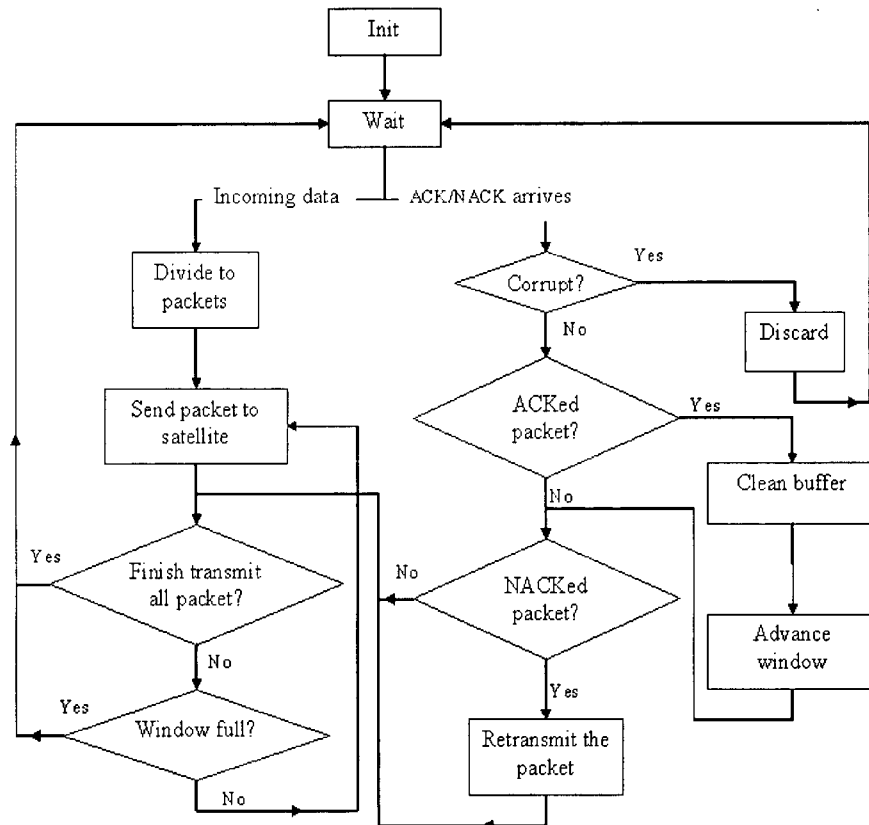 Init
Wait
Incoming data
ACK/NACK arrives
Divide to
packets
Corrupt?
Yes
No
Discard
Send packet to
satellite
ACKed
packet?
Yes
No
Clean buffer
Finish transmit
all packet?
Yes
No
NACKed
packet?
No
Yes
Advance
window
Window full?
Yes
No
Retransmit the
packet